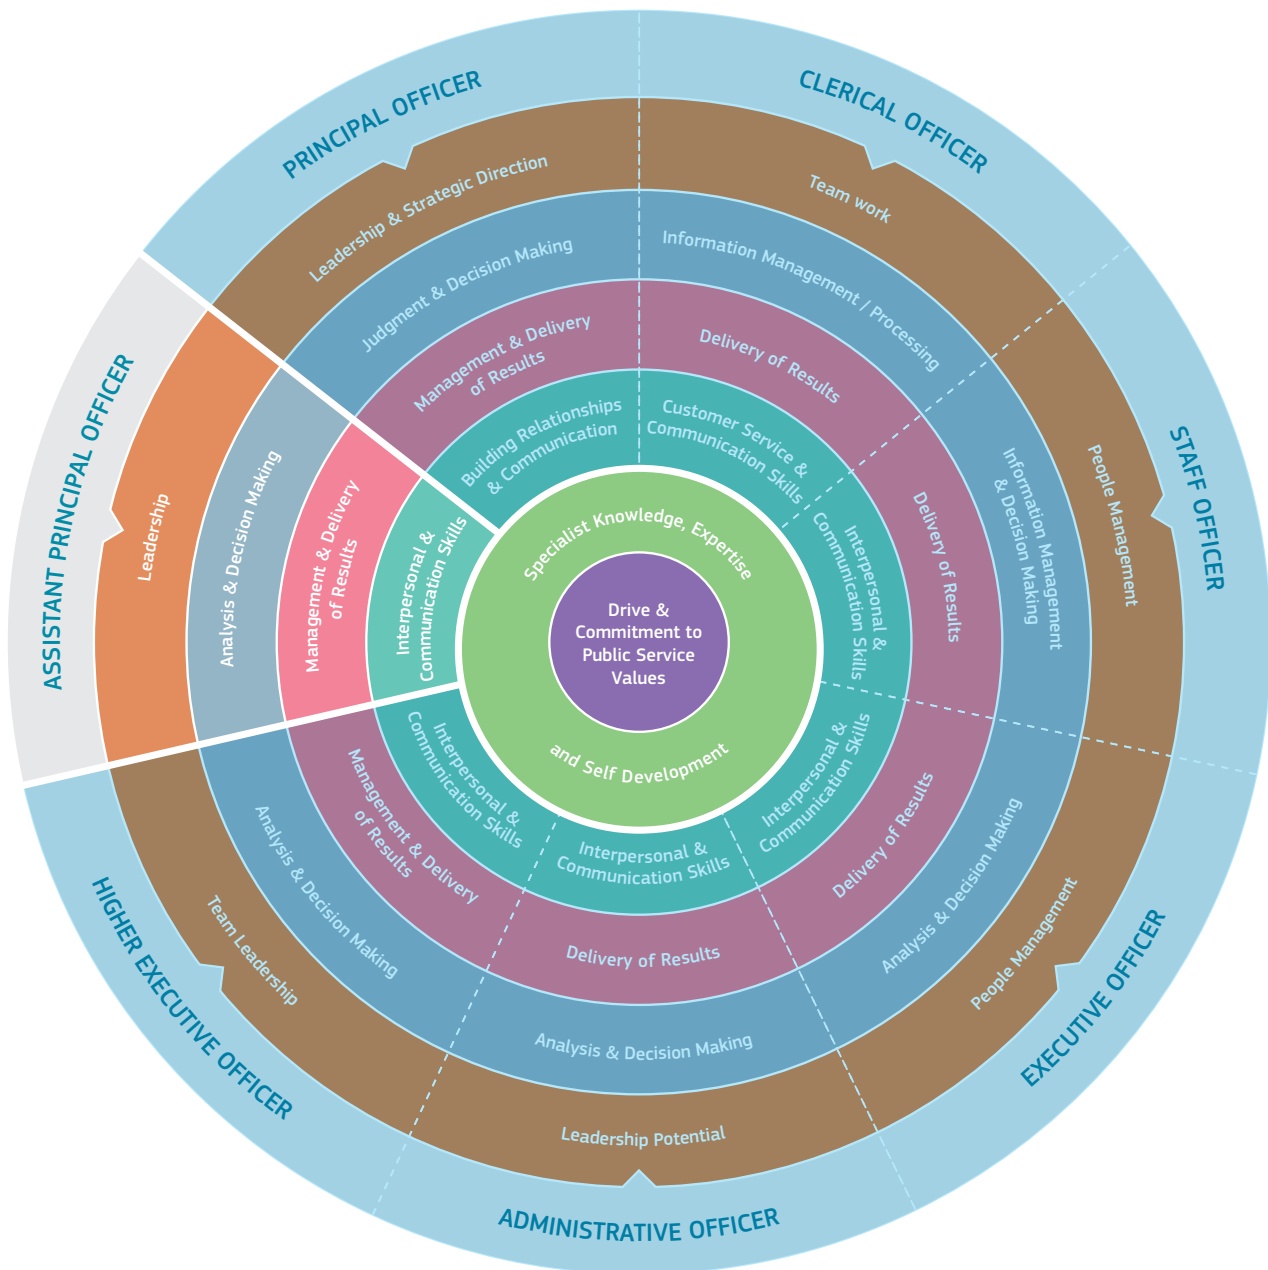 PRINCIPAL OFFICER
Leadership & Strategic Direction
Judgment & Decision Making
Management & Delivery
of Results
Building Relationships
& Communication
CLERICAL OFFICER
Team work
Information Management / Processing
Delivery of Results
Customer Service &
Communication Skills
STAFF OFFICER
People Management
Information Management
& Decision Making
Delivery of Results
Interpersonal &
Communication Skills
EXECUTIVE OFFICER
People Management
Analysis & Decision Making
Delivery of Results
Interpersonal &
Communication Skills
ADMINISTRATIVE OFFICER
Leadership Potential
Analysis & Decision Making
Delivery of Results
Interpersonal &
Communication Skills
HIGHER EXECUTIVE OFFICER
Team Leadership
Analysis & Decision Making
Management & Delivery
of Results
Interpersonal &
Communication Skills
ASSISTANT PRINCIPAL OFFICER
Leadership
Analysis & Decision Making
Management & Delivery
of Results
Interpersonal &
Communication Skills
Specialist Knowledge, Expertise
and Self Development
Drive &
Commitment to
Public Service
Values